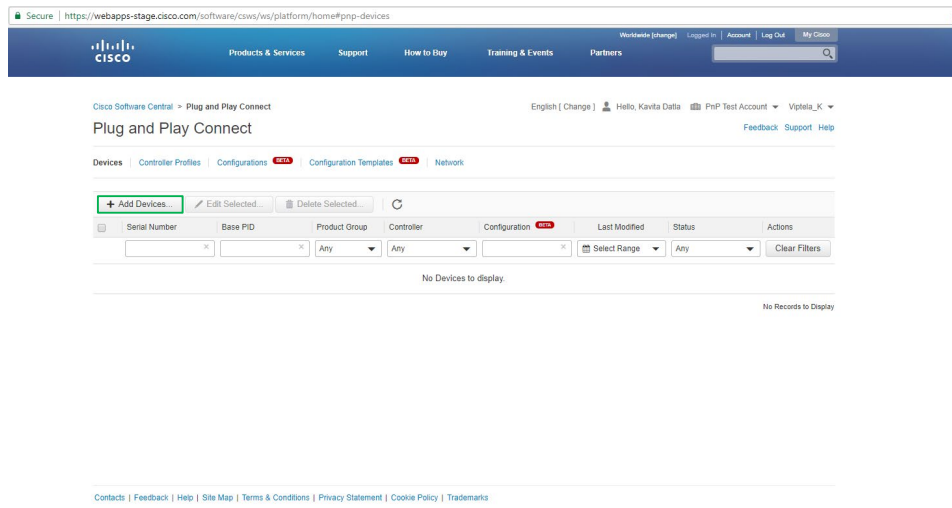 Secure | https://webapps-stage.cisco.com/software/csws/ws/platform/home#pnp-devices
Worldwide [change] Logged In | Account | Log Out My Cisco
CISCO
Products & Services Support How to Buy Training & Events Partners
Cisco Software Central > Plug and Play Connect
English [ Change ] Hello, Kavita Datla PnP Test Account Viptela_K
Plug and Play Connect
Feedback Support Help
Devices | Controller Profiles | Configurations BETA | Configuration Templates BETA | Network
+ Add Devices... Edit Selected... Delete Selected...
Serial Number Base PID Product Group Controller Configuration BETA Last Modified Status Actions
× × Any Any × Select Range Any Clear Filters
No Devices to display.
No Records to Display
Contacts | Feedback | Help | Site Map | Terms & Conditions | Privacy Statement | Cookie Policy | Trademarks